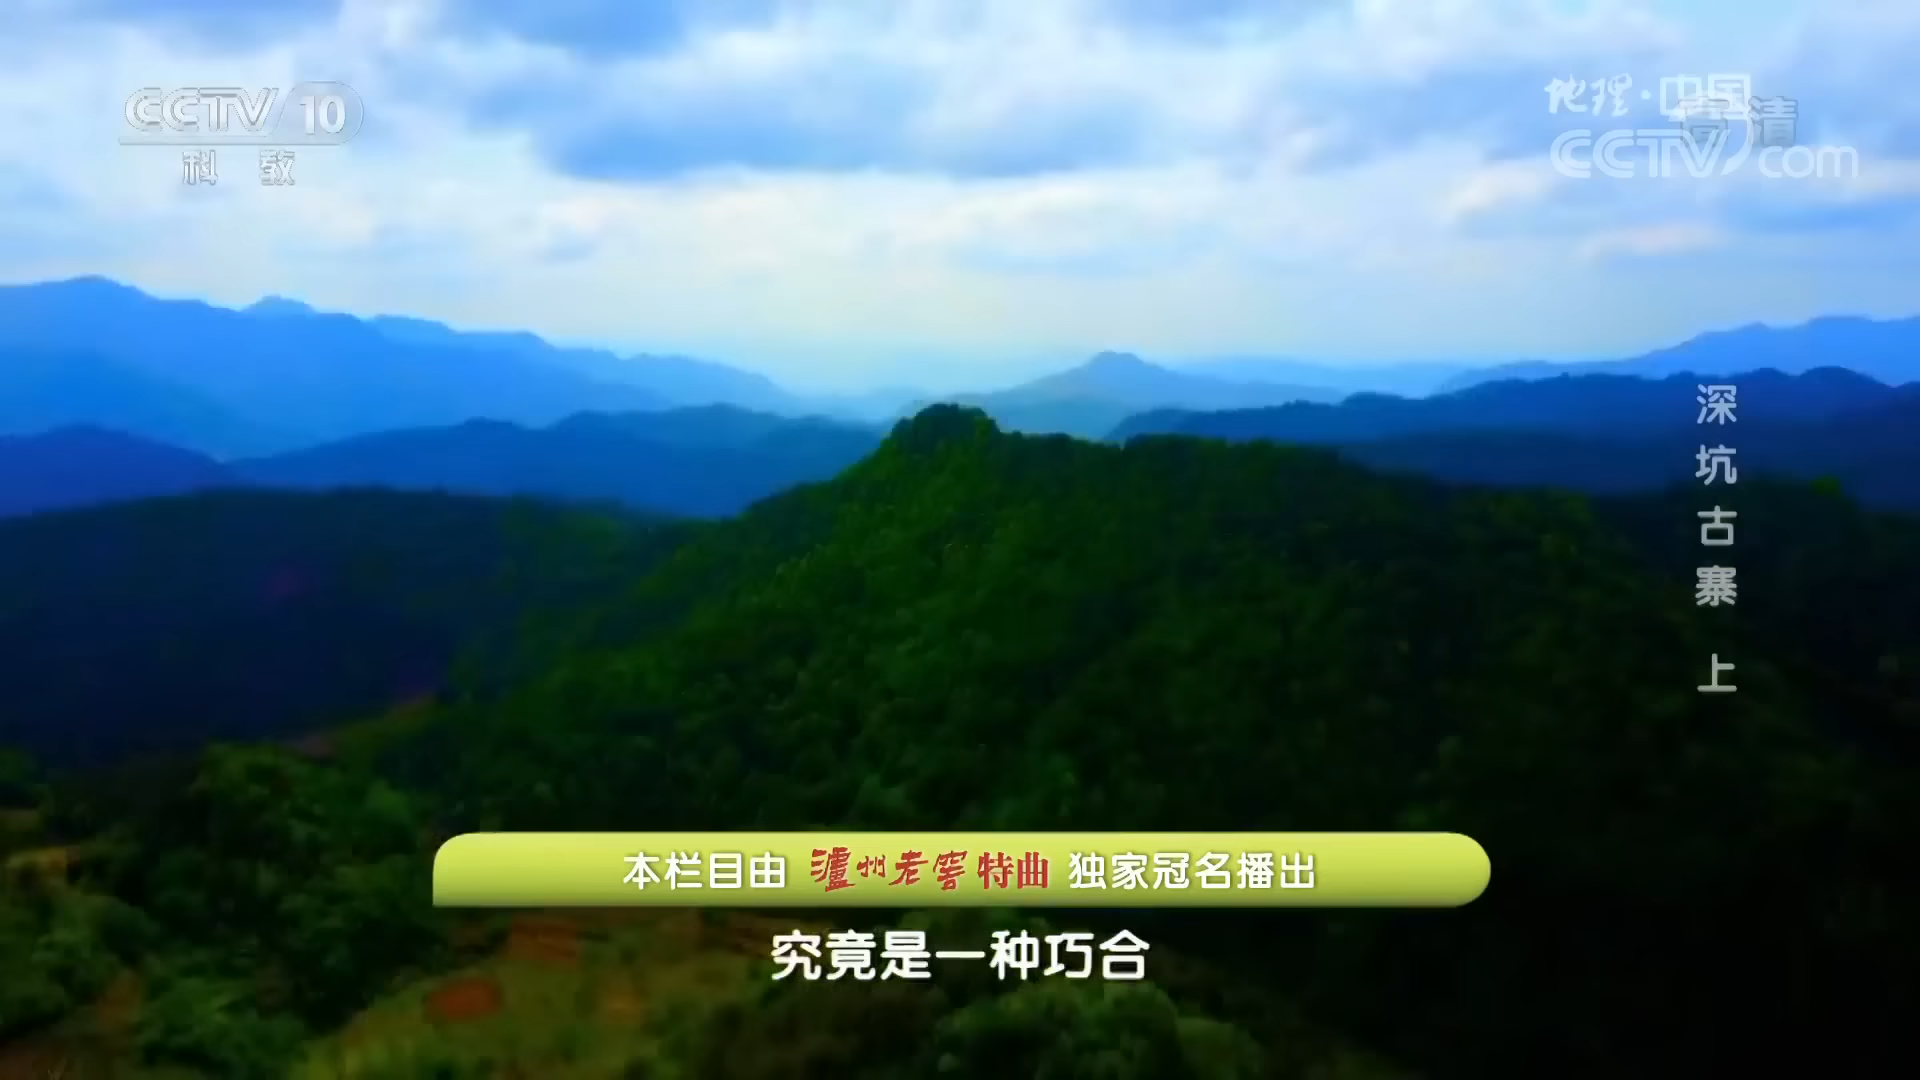 CCTV 10
科教
地理·中国
高清
CCTV com
深坑古寨 上
本栏目由 泸州老窖 特曲 独家冠名播出
究竟是一种巧合